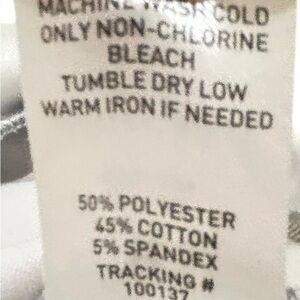 MACHINE WASH COLD
ONLY NON-CHLORINE
BLEACH
TUMBLE DRY LOW
WARM IRON IF NEEDED
50% POLYESTER
45% COTTON
5% SPANDEX
TRACKING #
100137